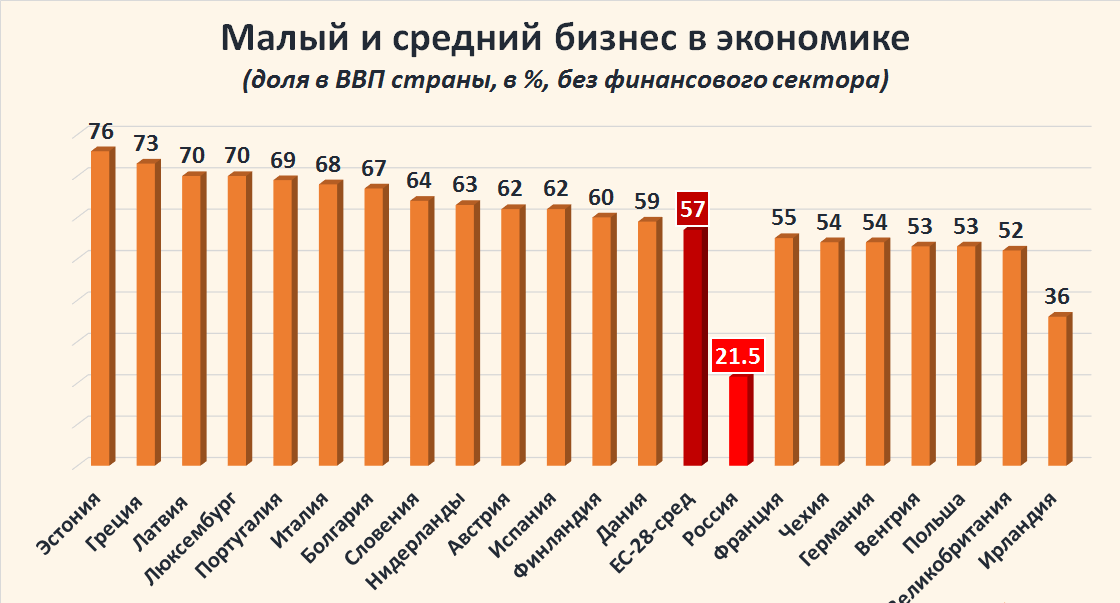 Малый и средний бизнес в экономике
(доля в ВВП страны, в %, без финансового сектора)
76
73
70
70
69
68
67
64
63
62
62
60
59
57
21.5
55
54
54
53
53
52
36
Эстония
Греция
Латвия
Люксембург
Португалия
Италия
Болгария
Словения
Нидерланды
Австрия
Испания
Финляндия
Дания
ЕС-28-сред
Россия
Франция
Чехия
Германия
Венгрия
Польша
еликобритания
Ирландия